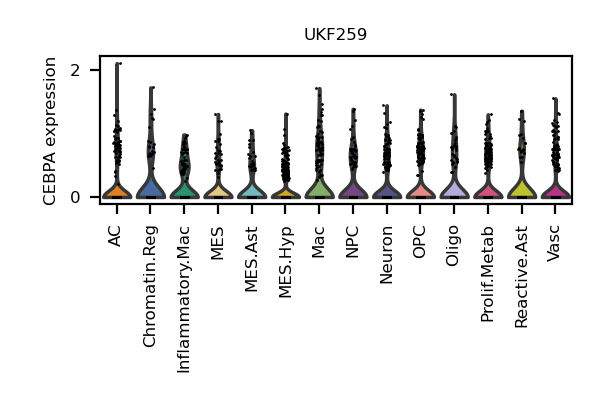 UKF259
CEBPA expression
2
0
AC
Chromatin.Reg
Inflammatory.Mac
MES
MES.Ast
MES.Hyp
Mac
NPC
Neuron
OPC
Oligo
Prolif.Metab
Reactive.Ast
Vasc